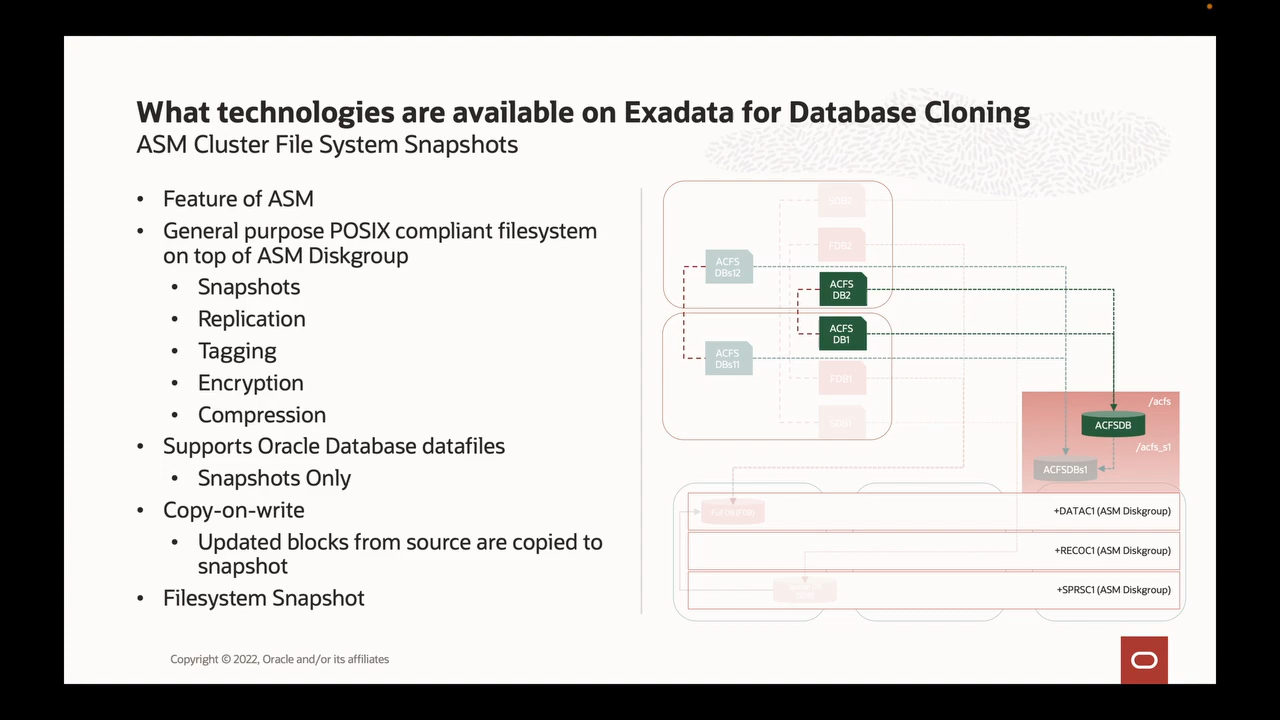 What technologies are available on Exadata for Database Cloning
ASM Cluster File System Snapshots
• Feature of ASM
• General purpose POSIX compliant filesystem
on top of ASM Diskgroup
• Snapshots
• Replication
• Tagging
• Encryption
• Compression
• Supports Oracle Database datafiles
• Snapshots Only
• Copy-on-write
• Updated blocks from source are copied to
snapshot
• Filesystem Snapshot
FDB2
ACFS
DBs12
ACFS
DB2
ACFS
DB1
ACFS
DBs11
FDB1
/acfs
ACFSDB
/acfs_s1
ACFSDBs1
+DATAC1 (ASM Diskgroup)
+RECOC1 (ASM Diskgroup)
+SPRSC1 (ASM Diskgroup)
Copyright © 2022, Oracle and/or its affiliates